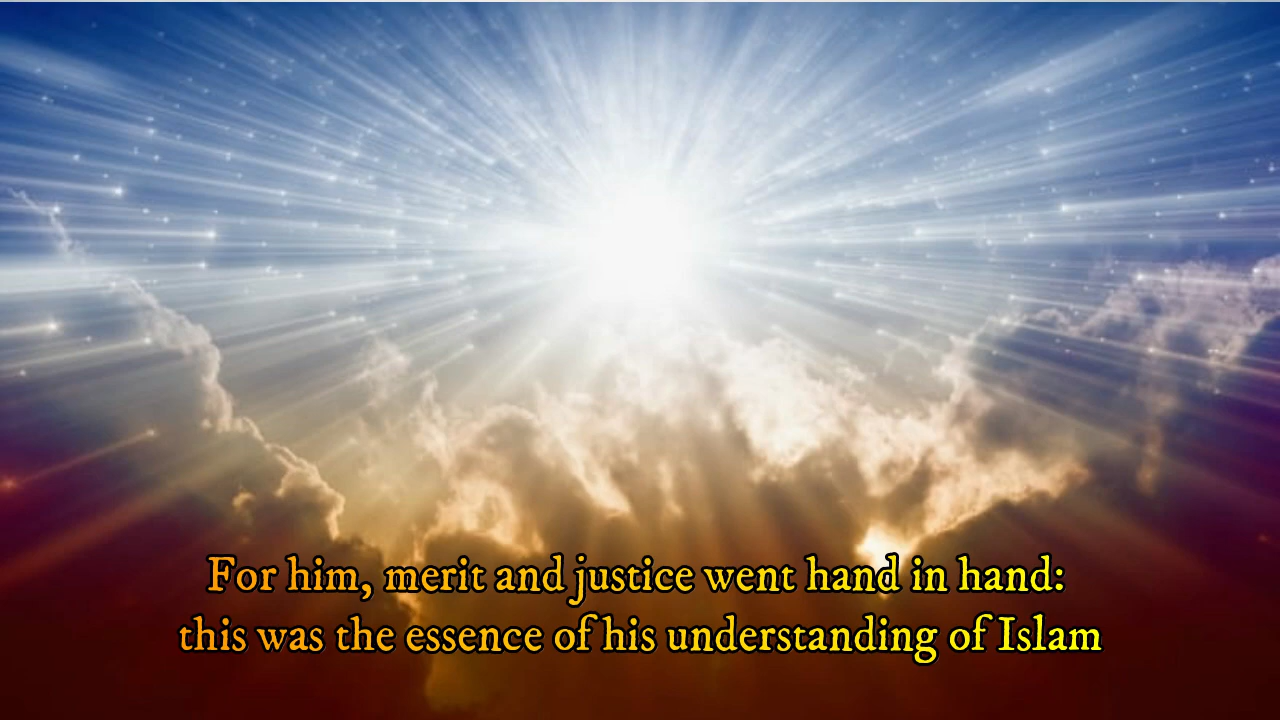 For him, merit and justice went hand in hand:
this was the essence of his understanding of Islam